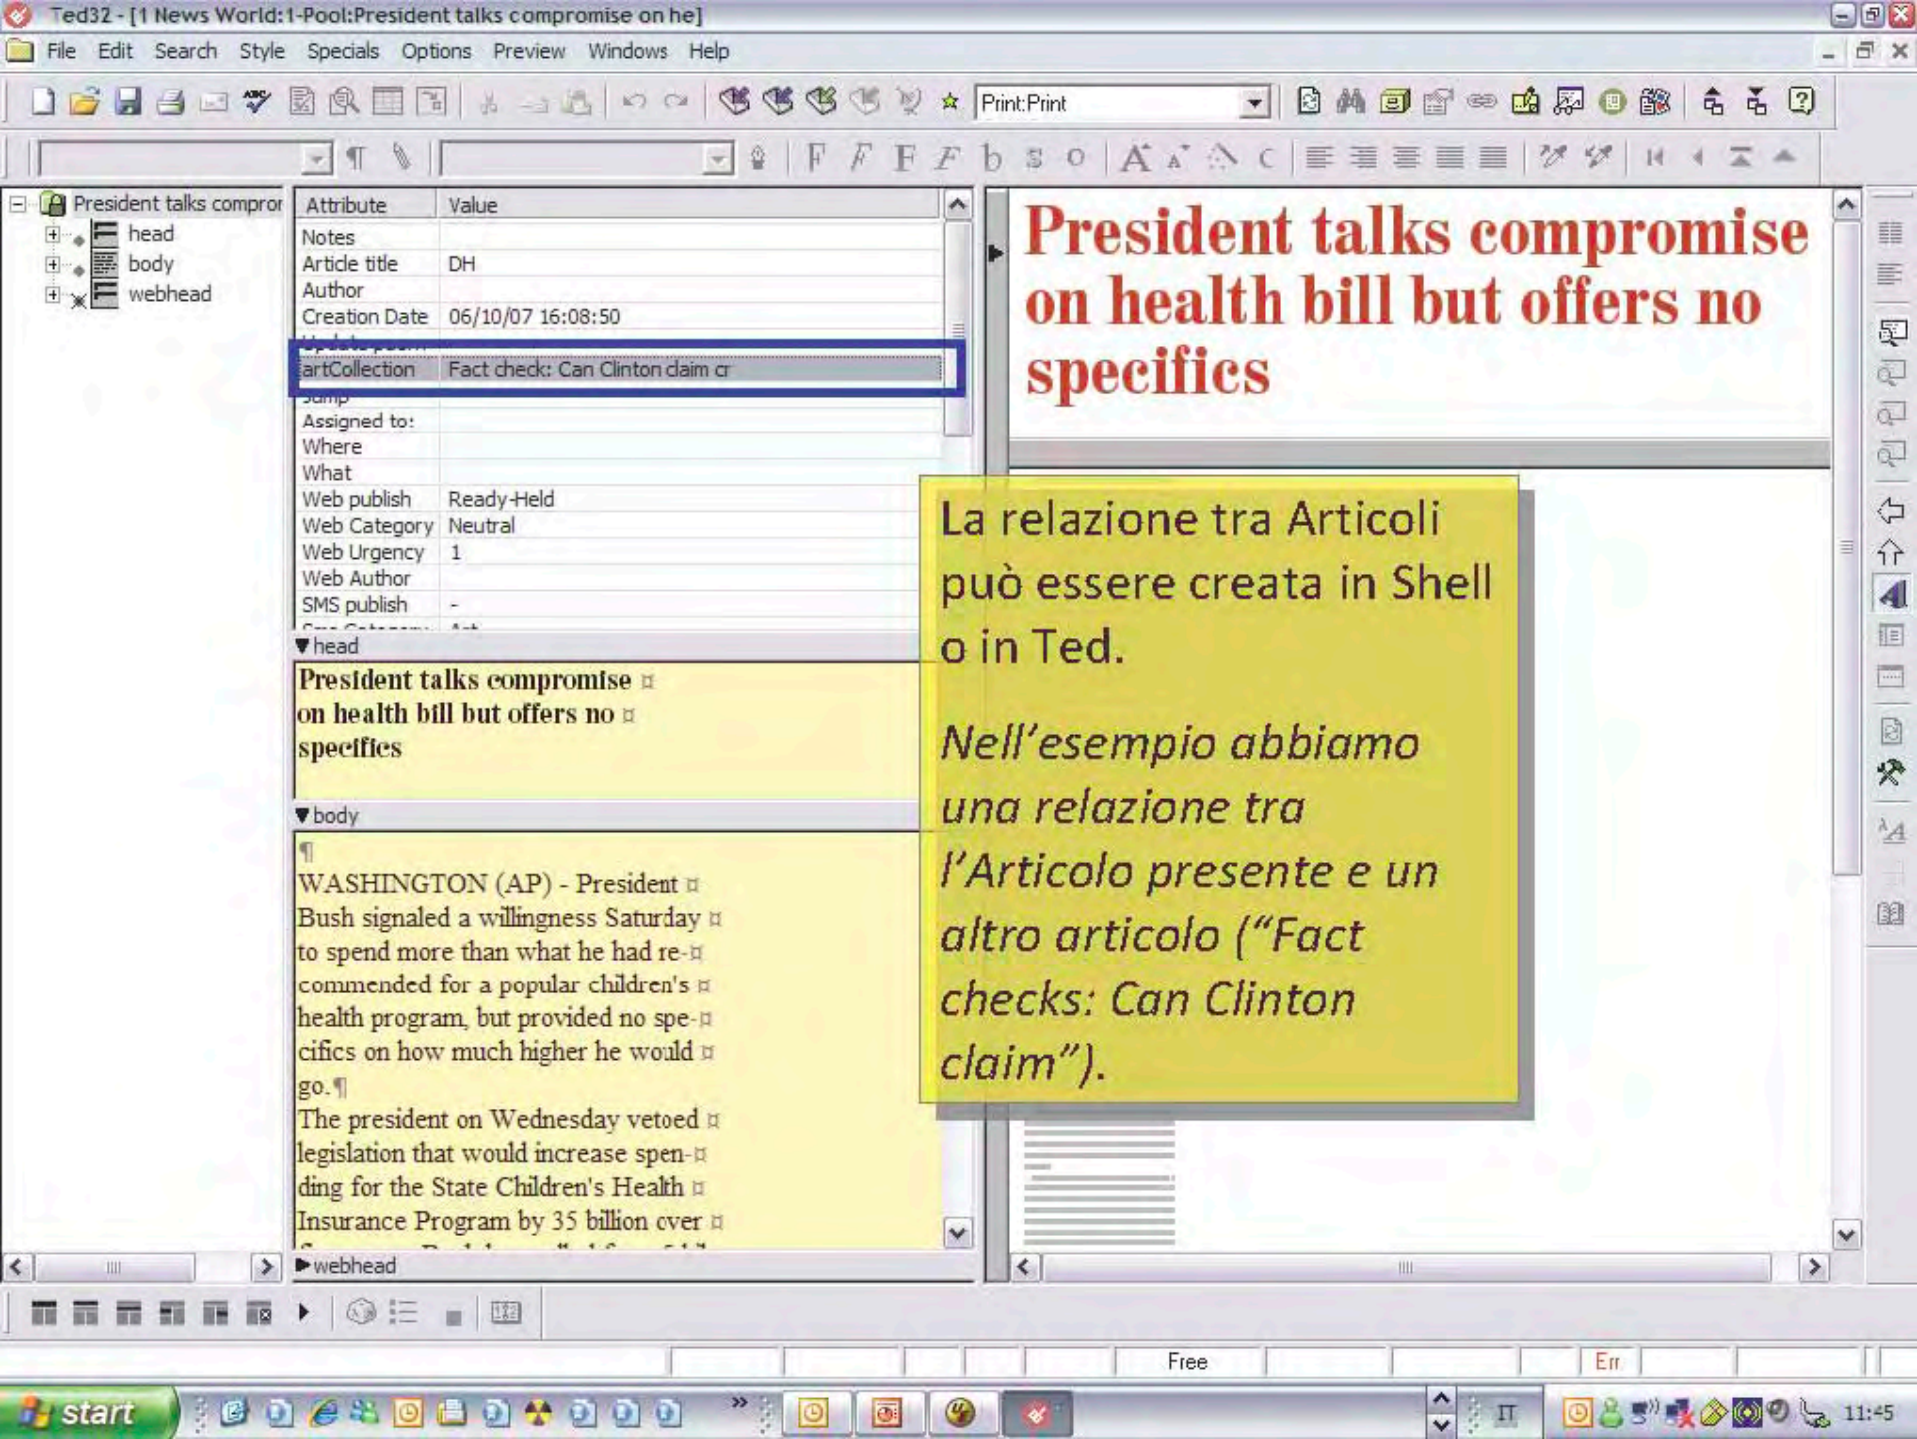 Ted32 - [1 News World:1-Pool:President talks compromise on he]
File Edit Search Style Specials Options Preview Windows Help
Print:Print
President talks compror
head
body
webhead
Attribute Value
Notes
Article title DH
Author
Creation Date 06/10/07 16:08:50
artCollection Fact check: Can Clinton claim cr
Jump
Assigned to:
Where
What
Web publish Ready-Held
Web Category Neutral
Web Urgency 1
Web Author
SMS publish -
head
President talks compromise ¤
on health bill but offers no ¤
specifics
body
¶
WASHINGTON (AP) - President ¤
Bush signaled a willingness Saturday ¤
to spend more than what he had re-¤
commended for a popular children's ¤
health program, but provided no spe-¤
cifics on how much higher he would ¤
go.¶
The president on Wednesday vetoed ¤
legislation that would increase spen-¤
ding for the State Children's Health ¤
Insurance Program by 35 billion over ¤
webhead
President talks compromise
on health bill but offers no
specifics
La relazione tra Articoli
può essere creata in Shell
o in Ted.
Nell'esempio abbiamo
una relazione tra
l'Articolo presente e un
altro articolo (“Fact
checks: Can Clinton
claim”).
Free
Err
start
IT
11:45